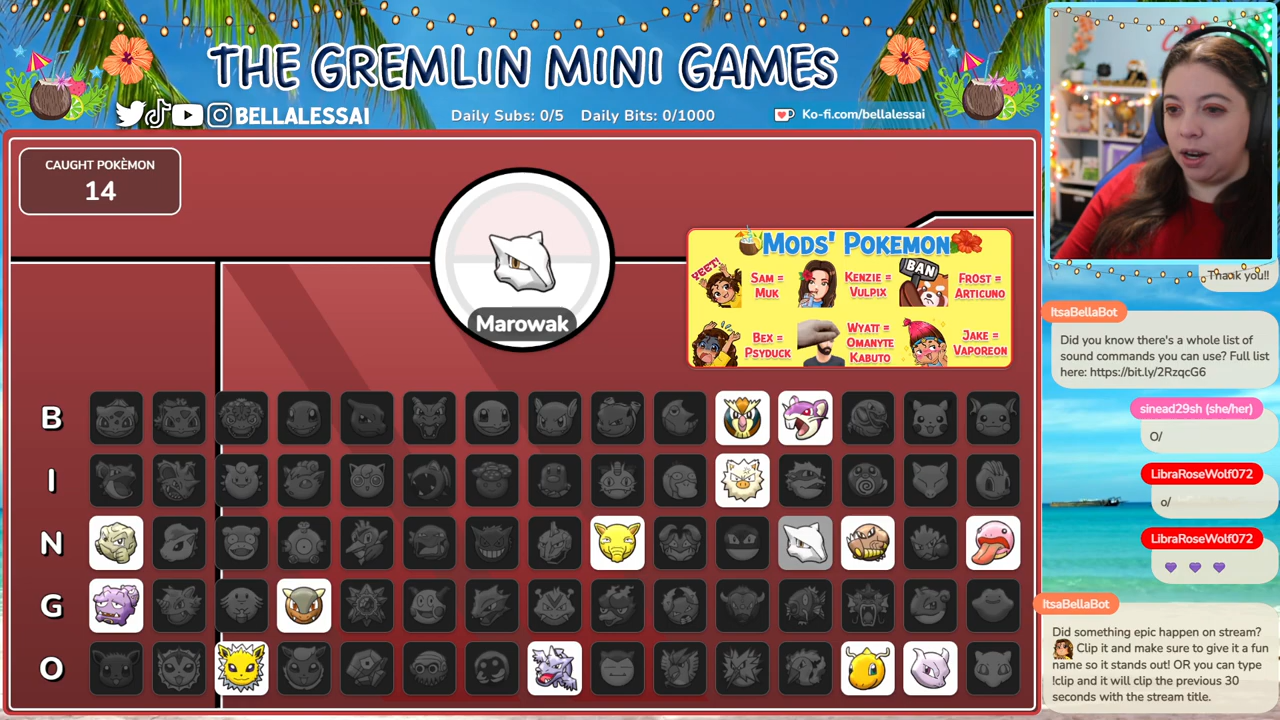 THE GREMLIN MINI GAMES
BELLALESSAI
Daily Subs: 0/5 Daily Bits: 0/1000
Ko-fi.com/bellalessai
CAUGHT POKÈMON
14
Marowak
MODS' POKEMON
YEET!
SAM =
MUK
KENZIE =
VULPIX
BAN
FROST =
ARTICUNO
BEX =
PSYDUCK
WYATT =
OMANYTE
KABUTO
JAKE =
VAPOREON
B
I
N
G
O
Thank you!!
ItsaBellaBot
Did you know there's a whole list of
sound commands you can use? Full list
here: https://bit.ly/2RzqcG6
sinead29sh (she/her)
O/
LibraRoseWolf072
o/
LibraRoseWolf072
ItsaBellaBot
Did something epic happen on stream?
Clip it and make sure to give it a fun
name so it stands out! OR you can type
!clip and it will clip the previous 30
seconds with the stream title.